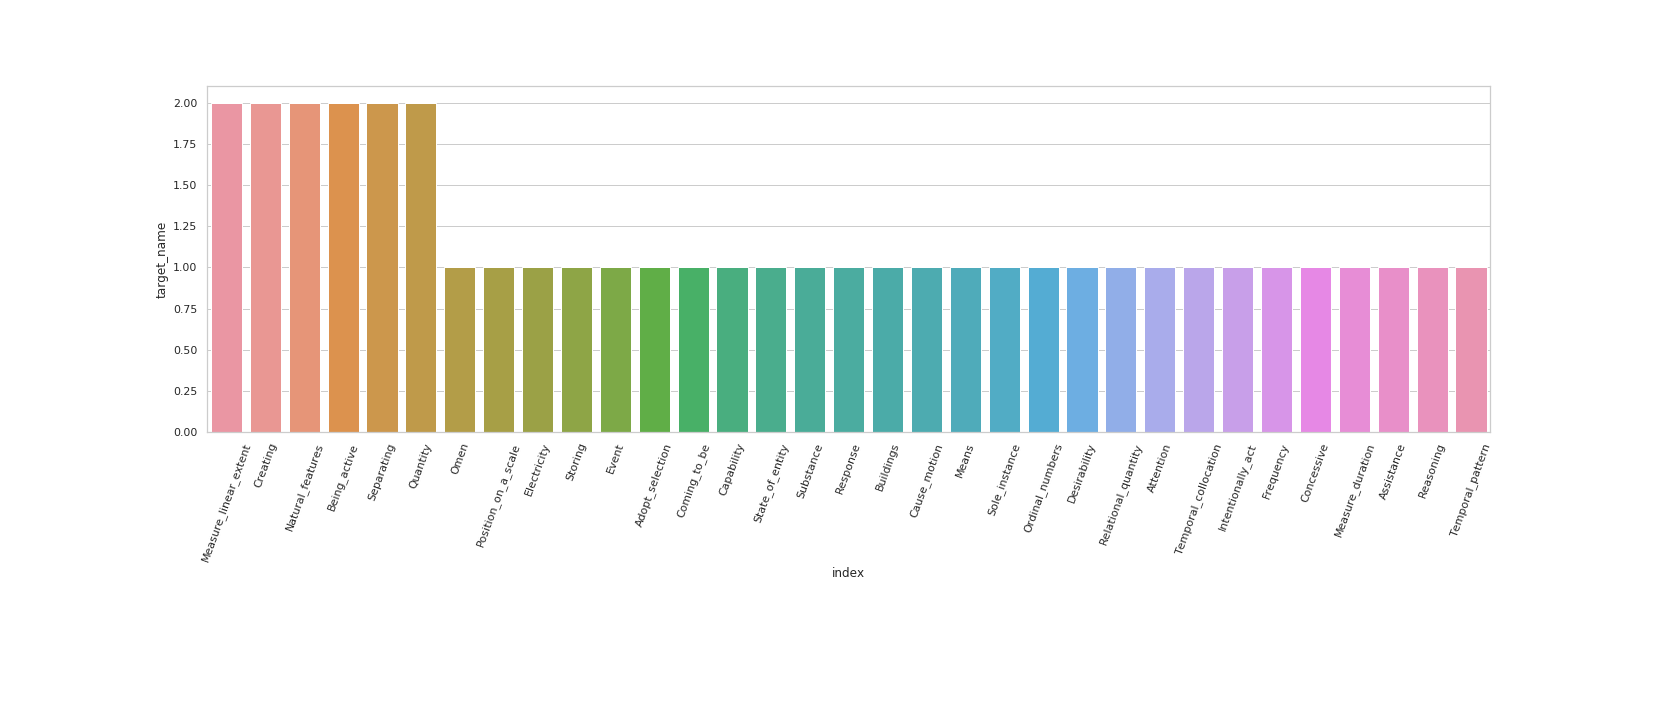 2.00
1.75
1.50
1.25
1.00
0.75
0.50
0.25
0.00
target_name
Measure_linear_extent
Creating
Natural_features
Being_active
Separating
Quantity
Omen
Position_on_a_scale
Electricity
Storing
Event
Adopt_selection
Coming_to_be
Capability
State_of_entity
Substance
Response
Buildings
Cause_motion
Means
Sole_instance
Ordinal_numbers
Desirability
Relational_quantity
Attention
Temporal_collocation
Intentionally_act
Frequency
Concessive
Measure_duration
Assistance
Reasoning
Temporal_pattern
index